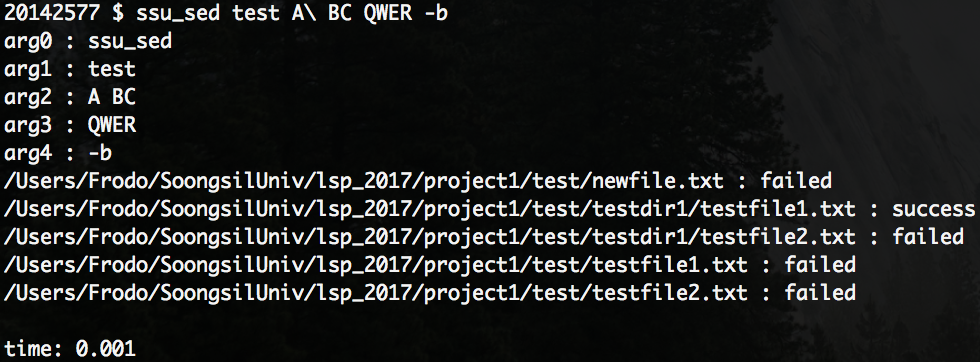 20142577 $ ssu_sed test A\ BC QWER -b
arg0 : ssu_sed
arg1 : test
arg2 : A BC
arg3 : QWER
arg4 : -b
/Users/Frodo/SoongsilUniv/lsp_2017/project1/test/newfile.txt : failed
/Users/Frodo/SoongsilUniv/lsp_2017/project1/test/testdir1/testfile1.txt : success
/Users/Frodo/SoongsilUniv/lsp_2017/project1/test/testdir1/testfile2.txt : failed
/Users/Frodo/SoongsilUniv/lsp_2017/project1/test/testfile1.txt : failed
/Users/Frodo/SoongsilUniv/lsp_2017/project1/test/testfile2.txt : failed
time: 0.001